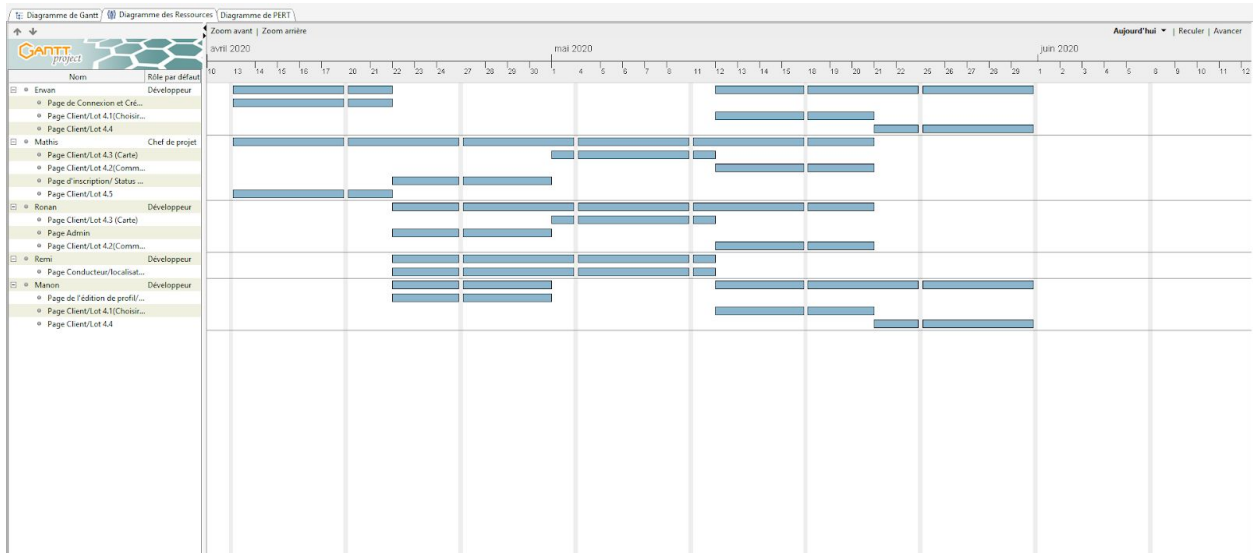 Diagramme de Gantt Diagramme des Ressources Diagramme de PERT
Zoom avant | Zoom arrière Aujourd'hui | Reculer | Avancer
GANTT project
avril 2020 mai 2020 juin 2020
Nom Rôle par défaut
10 13 14 15 16 17 20 21 22 23 24 27 28 29 30 1 4 5 6 7 8 11 12 13 14 15 18 19 20 21 22 25 26 27 28 29 1 2 3 4 5 8 9 10 11 12
Erwan Développeur
Page de Connexion et Cré...
Page Client/Lot 4.1(Choisir...
Page Client/Lot 4.4
Mathis Chef de projet
Page Client/Lot 4.3 (Carte)
Page Client/Lot 4.2(Comm...
Page d'inscription/ Status ...
Page Client/Lot 4.5
Ronan Développeur
Page Client/Lot 4.3 (Carte)
Page Admin
Page Client/Lot 4.2(Comm...
Remi Développeur
Page Conducteur/localisat...
Manon Développeur
Page de l'édition de profil/...
Page Client/Lot 4.1(Choisir...
Page Client/Lot 4.4